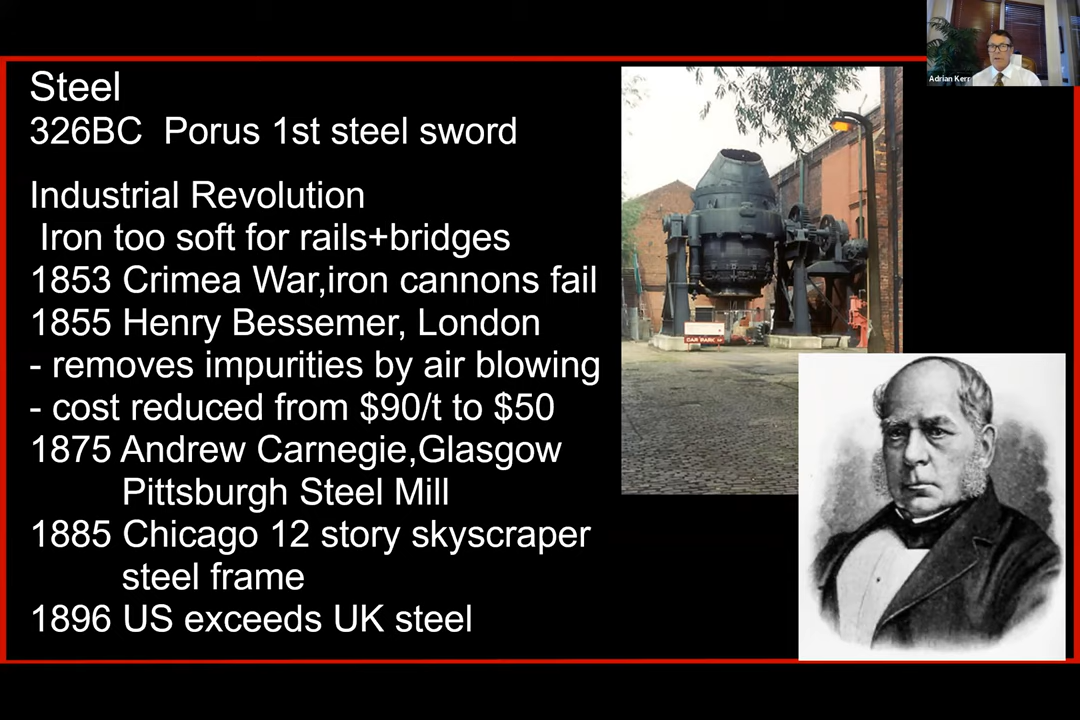 Steel
326BC Porus 1st steel sword
Industrial Revolution
Iron too soft for rails+bridges
1853 Crimea War,iron cannons fail
1855 Henry Bessemer, London
- removes impurities by air blowing
- cost reduced from $90/t to $50
1875 Andrew Carnegie,Glasgow
Pittsburgh Steel Mill
1885 Chicago 12 story skyscraper
steel frame
1896 US exceeds UK steel
CAR PARK
Adrian Kerr